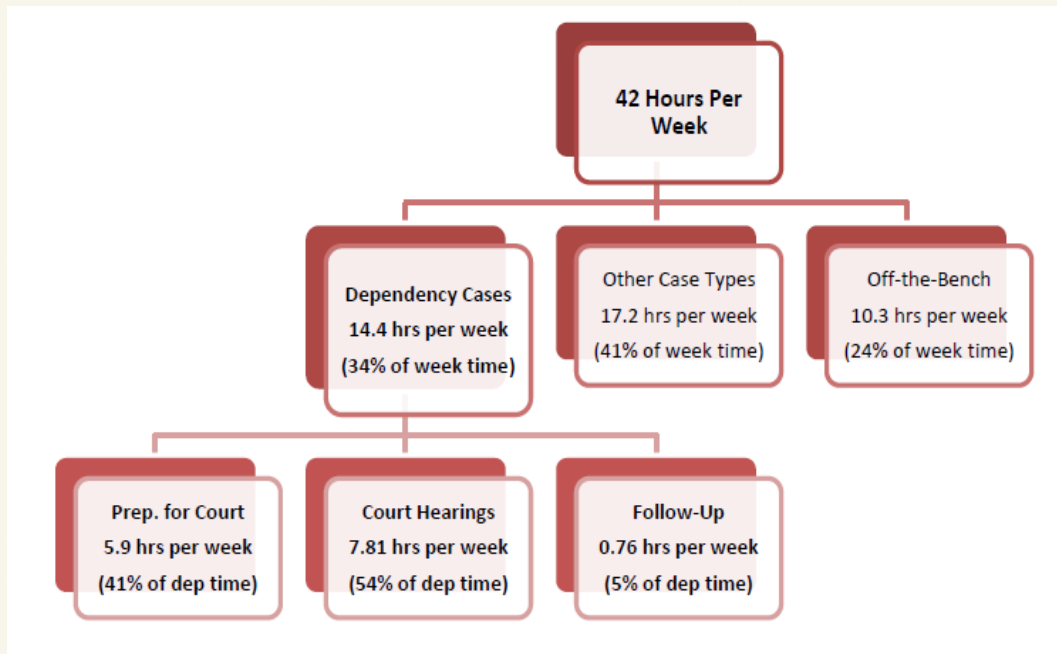 42 Hours Per
Week
Dependency Cases
14.4 hrs per week
(34% of week time)
Other Case Types
17.2 hrs per week
(41% of week time)
Off-the-Bench
10.3 hrs per week
(24% of week time)
Prep. for Court
5.9 hrs per week
(41% of dep time)
Court Hearings
7.81 hrs per week
(54% of dep time)
Follow-Up
0.76 hrs per week
(5% of dep time)